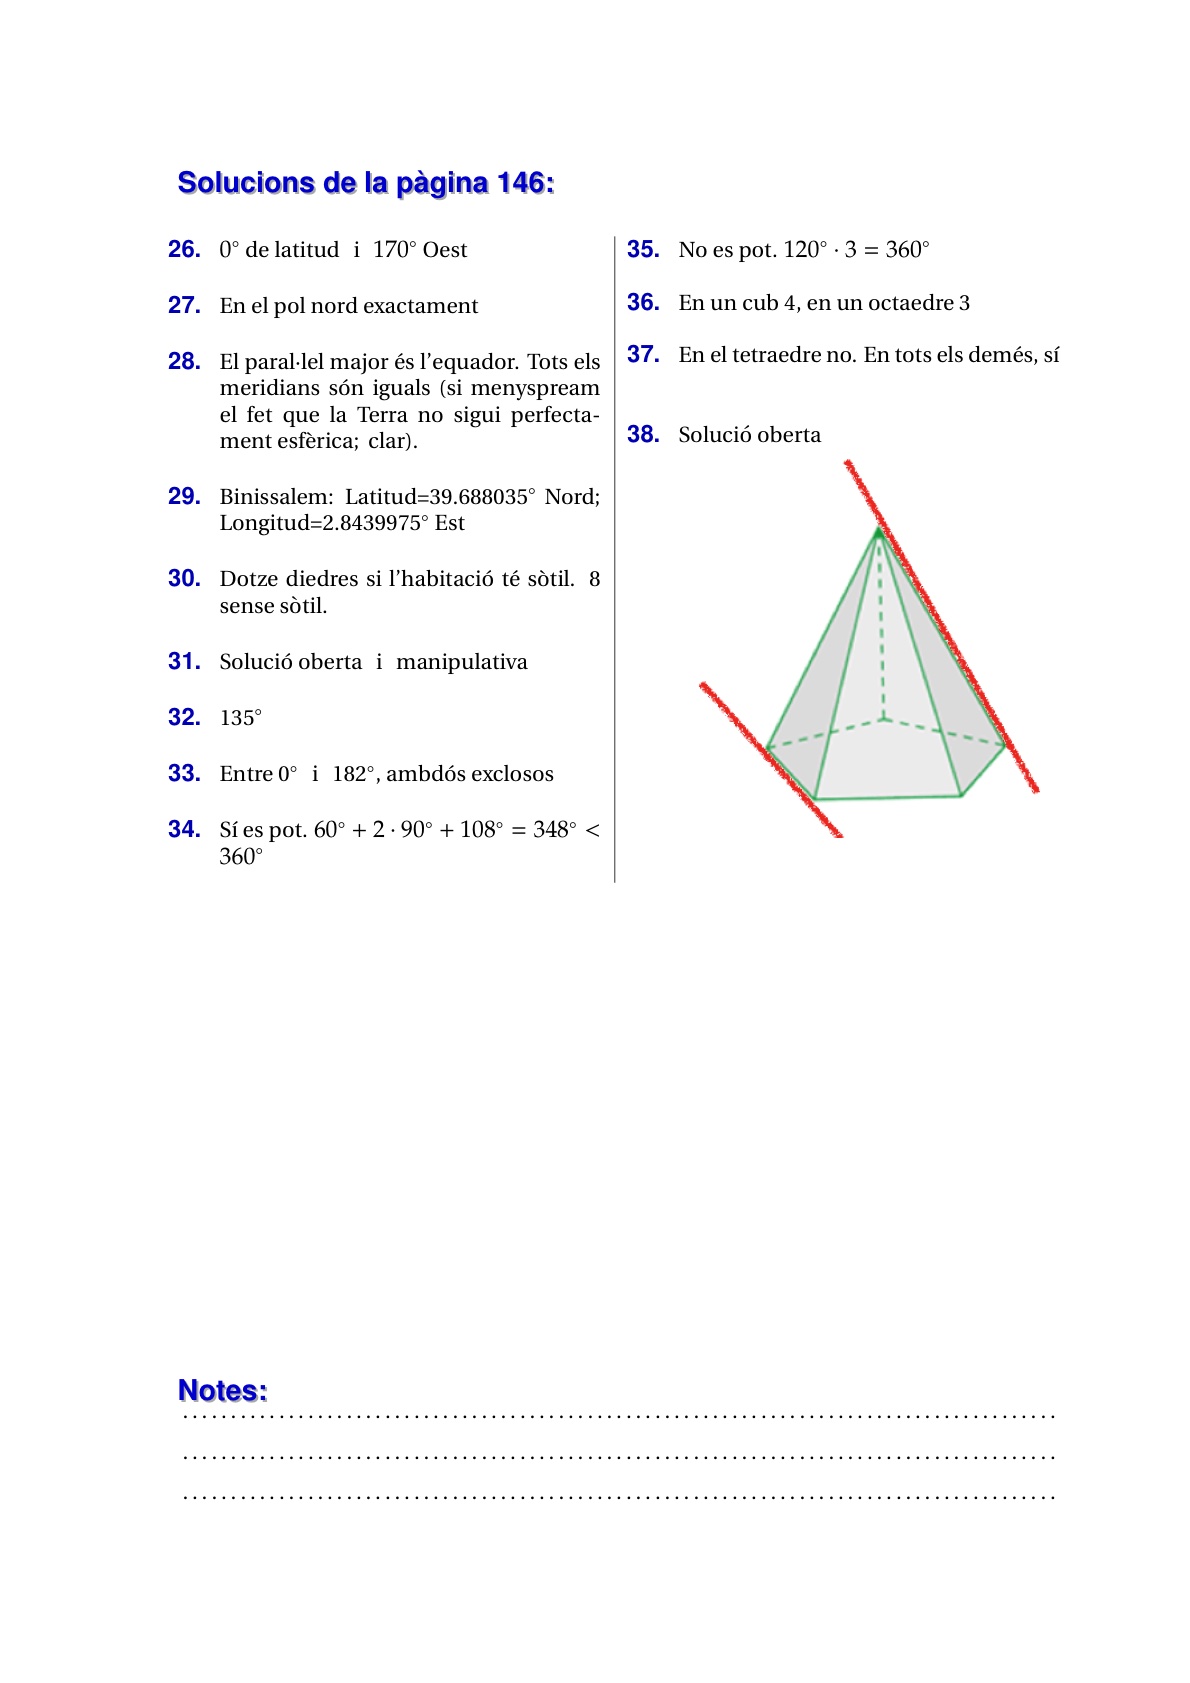 Solucions de la pàgina 146:
26. 0° de latitud i 170° Oest
27. En el pol nord exactament
28. El paral·lel major és l'equador. Tots els
meridians són iguals (si menyspream
el fet que la Terra no sigui perfecta-
ment esfèrica; clar).
29. Binissalem: Latitud=39.688035° Nord;
Longitud=2.8439975° Est
30. Dotze diedres si l'habitació té sòtil. 8
sense sòtil.
31. Solució oberta i manipulativa
32. 135°
33. Entre 0° i 182°, ambdós exclosos
34. Sí es pot. 60° + 2 · 90° + 108° = 348° <
360°
35. No es pot. 120° · 3 = 360°
36. En un cub 4, en un octaedre 3
37. En el tetraedre no. En tots els demés, sí
38. Solució oberta
Notes: